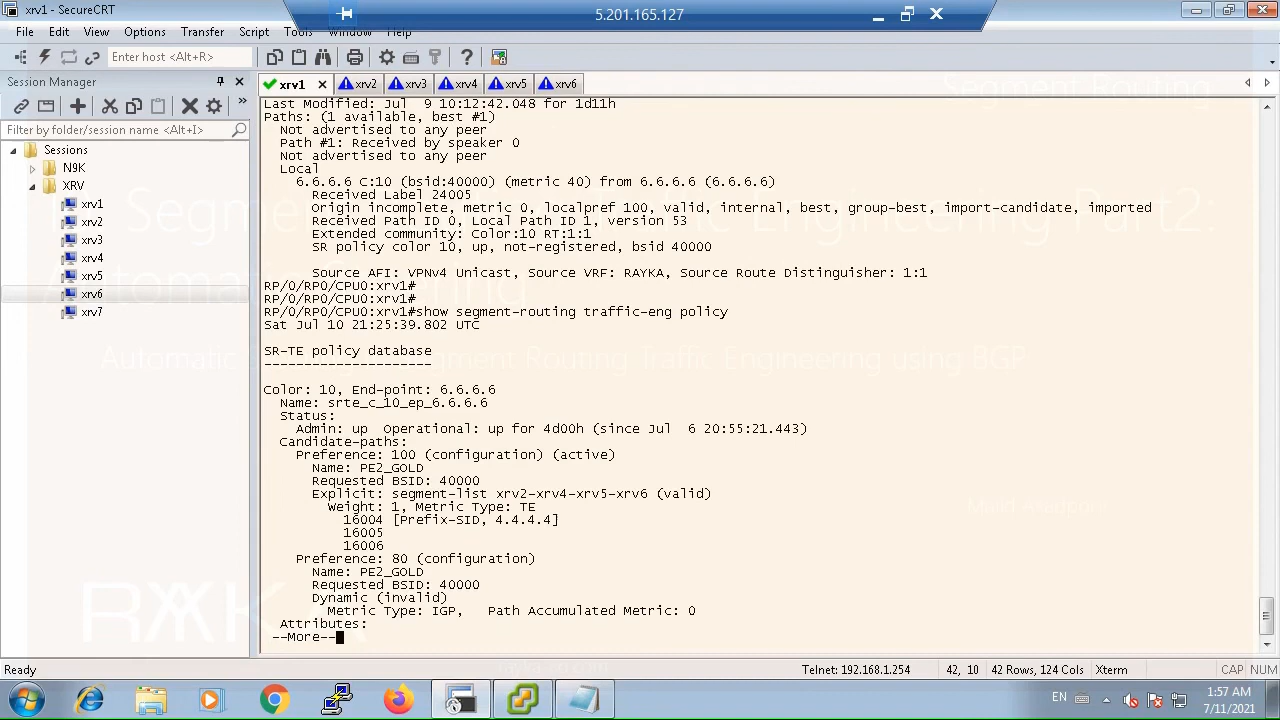 xrv1 - SecureCRT
5.201.165.127
File Edit View Options Transfer Script Tools Window Help
Enter host <Alt+R>
Session Manager
xrv1 xrv2 xrv3 xrv4 xrv5 xrv6
Filter by folder/session name <Alt+I>
Sessions
N9K
XRV
xrv1
xrv2
xrv3
xrv4
xrv5
xrv6
xrv7
Last Modified: Jul  9 10:12:42.048 for 1d11h
Paths: (1 available, best #1)
Not advertised to any peer
Path #1: Received by speaker 0
Not advertised to any peer
Local
6.6.6.6 C:10 (bsid:40000) (metric 40) from 6.6.6.6 (6.6.6.6)
Received Label 24005
Origin incomplete, metric 0, localpref 100, valid, internal, best, group-best, import-candidate, imported
Received Path ID 0, Local Path ID 1, version 53
Extended community: Color:10 RT:1:1
SR policy color 10, up, not-registered, bsid 40000
Source AFI: VPNv4 Unicast, Source VRF: RAYKA, Source Route Distinguisher: 1:1
RP/0/RP0/CPU0:xrv1#
RP/0/RP0/CPU0:xrv1#
RP/0/RP0/CPU0:xrv1#show segment-routing traffic-eng policy
Sat Jul 10 21:25:39.802 UTC
SR-TE policy database
---------------------
Color: 10, End-point: 6.6.6.6
Name: srte_c_10_ep_6.6.6.6
Status:
Admin: up  Operational: up for 4d00h (since Jul  6 20:55:21.443)
Candidate-paths:
Preference: 100 (configuration) (active)
Name: PE2_GOLD
Requested BSID: 40000
Explicit: segment-list xrv2-xrv4-xrv5-xrv6 (valid)
Weight: 1, Metric Type: TE
16004 [Prefix-SID, 4.4.4.4]
16005
16006
Preference: 80 (configuration)
Name: PE2_GOLD
Requested BSID: 40000
Dynamic (invalid)
Metric Type: IGP,   Path Accumulated Metric: 0
Attributes:
--More--
Segment Routing
Engineering Part2:
Automatic
Segment Routing Traffic Engineering using BGP
RAYKA
Ready
Telnet: 192.168.1.254
42, 10
42 Rows, 124 Cols
Xterm
CAP NUM
EN
1:57 AM
7/11/2021